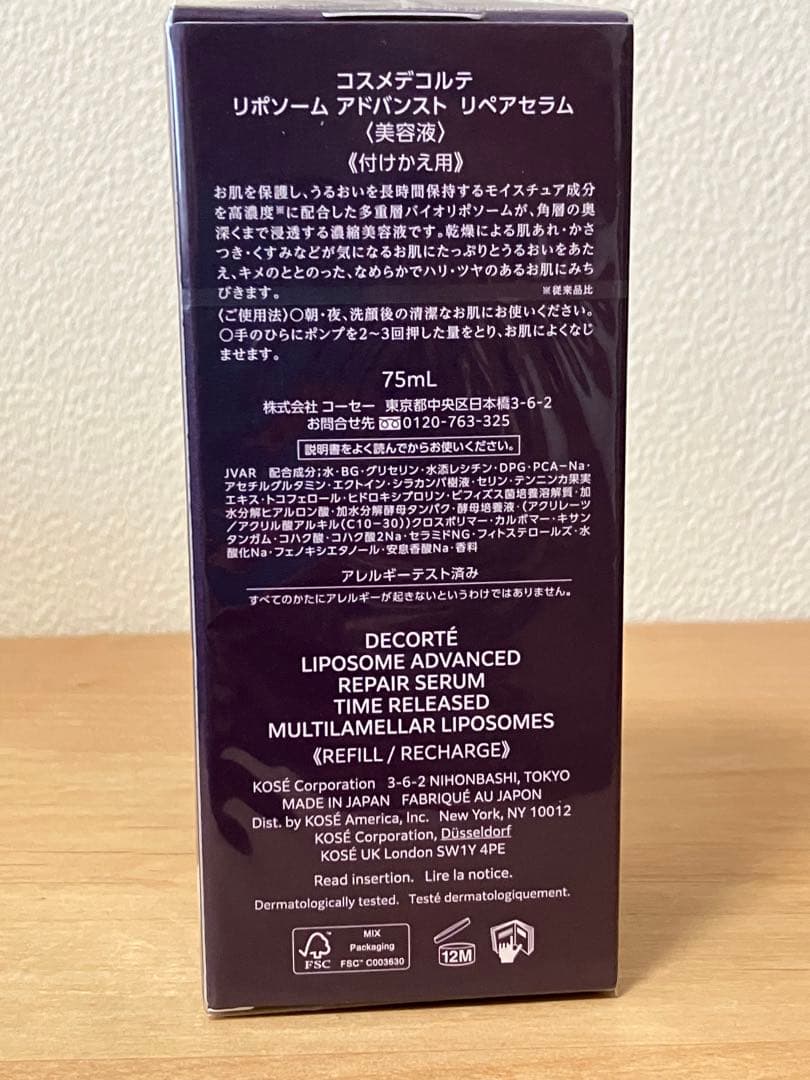 コスメデコルテ
リポソーム アドバンスト リペアセラム
〈美容液〉
《付けかえ用》
お肌を保護し、うるおいを長時間保持するモイスチュア成分
を高濃度※に配合した多重層バイオリポソームが、角層の奥
深くまで浸透する濃縮美容液です。乾燥による肌あれ・かさ
つき・くすみなどが気になるお肌にたっぷりとうるおいをあた
え、キメのととのった、なめらかでハリ・ツヤのあるお肌にみち
びきます。 ※従来品比
〈ご使用法〉○朝・夜、洗顔後の清潔なお肌にお使いください。
○手のひらにポンプを2〜3回押した量をとり、お肌によくなじ
ませます。
75mL
株式会社 コーセー 東京都中央区日本橋3-6-2
お問合せ先 0120-763-325
説明書をよく読んでからお使いください。
JVAR 配合成分;水・BG・グリセリン・水添レシチン・DPG・PCA-Na・
アセチルグルタミン・エクトイン・シラカンバ樹液・セリン・テンニンカ果実
エキス・トコフェロール・ヒドロキシプロリン・ビフィズス菌培養溶解質・加
水分解ヒアルロン酸・加水分解酵母タンパク・酵母培養液・(アクリレーツ
/アクリル酸アルキル(C10-30))クロスポリマー・カルボマー・キサン
タンガム・コハク酸・コハク酸2Na・セラミドNG・フィトステロールズ・水
酸化Na・フェノキシエタノール・安息香酸Na・香料
アレルギーテスト済み
すべてのかたにアレルギーが起きないというわけではありません。
DECORTÉ
LIPOSOME ADVANCED
REPAIR SERUM
TIME RELEASED
MULTILAMELLAR LIPOSOMES
《REFILL / RECHARGE》
KOSÉ Corporation 3-6-2 NIHONBASHI, TOKYO
MADE IN JAPAN FABRIQUÉ AU JAPON
Dist. by KOSÉ America, Inc. New York, NY 10012
KOSÉ Corporation, Düsseldorf
KOSÉ UK London SW1Y 4PE
Read insertion. Lire la notice.
Dermatologically tested. Testé dermatologiquement.
FSC
MIX
Packaging
FSC™ C003630
12M